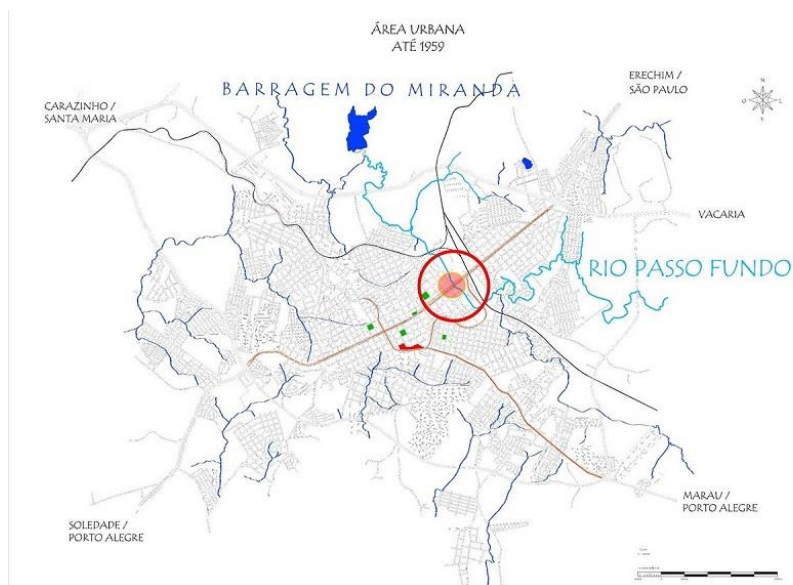 ÁREA URBANA
ATÉ 1959
BARRAGEM DO MIRANDA
ERECHIM /
SÃO PAULO
CARAZINHO /
SANTA MARIA
N
O
L
S
VACARIA
RIO PASSO FUNDO
MARAU /
PORTO ALEGRE
SOLEDADE /
PORTO ALEGRE